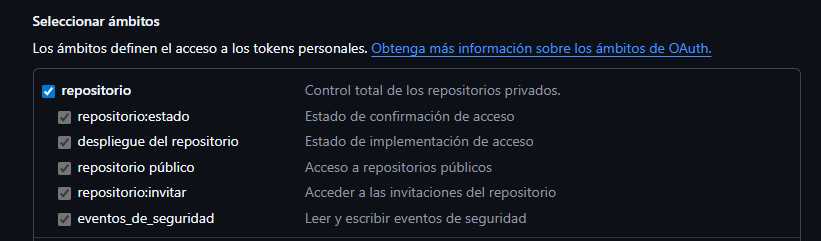 Seleccionar ámbitos
Los ámbitos definen el acceso a los tokens personales. Obtenga más información sobre los ámbitos de OAuth.
repositorio Control total de los repositorios privados.
repositorio:estado Estado de confirmación de acceso
despliegue del repositorio Estado de implementación de acceso
repositorio público Acceso a repositorios públicos
repositorio:invitar Acceder a las invitaciones del repositorio
eventos_de_seguridad Leer y escribir eventos de seguridad